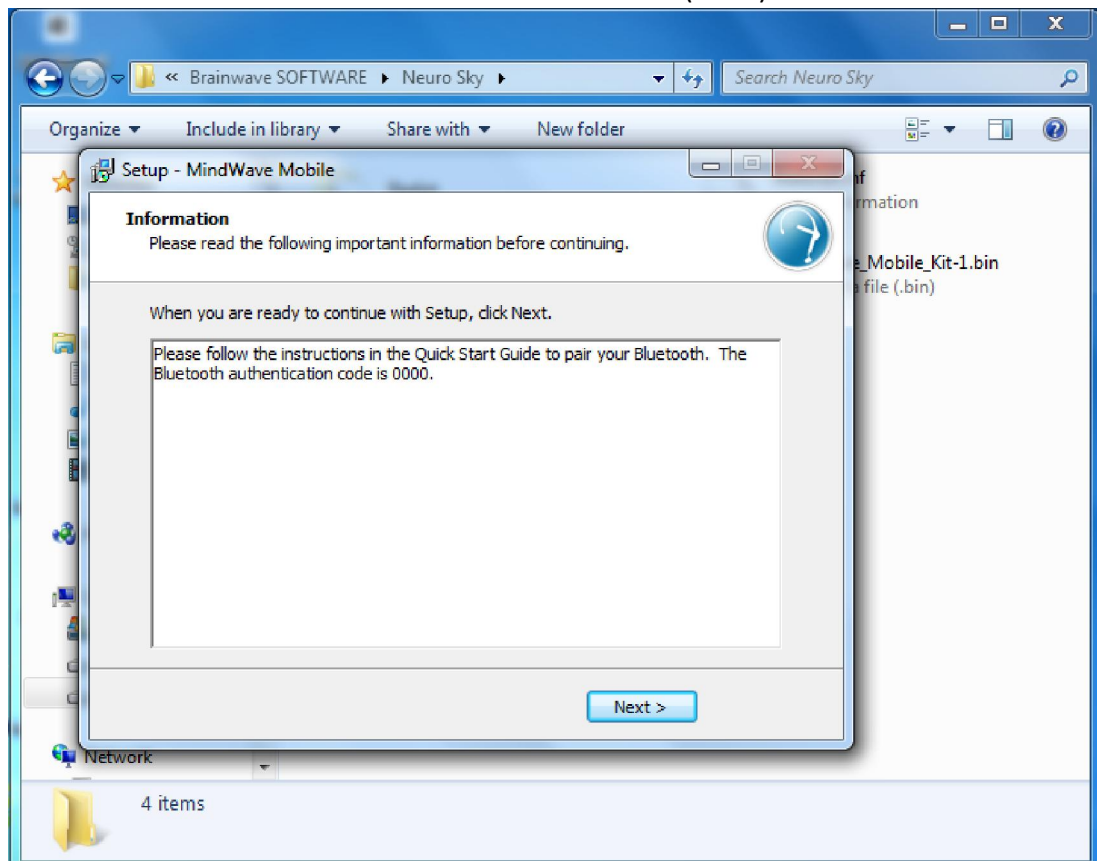 « Brainwave SOFTWARE ▸ Neuro Sky ▸
Search Neuro Sky
Organize ▾ Include in library ▾ Share with ▾ New folder
Setup - MindWave Mobile
Information
Please read the following important information before continuing.
When you are ready to continue with Setup, click Next.
Please follow the instructions in the Quick Start Guide to pair your Bluetooth. The
Bluetooth authentication code is 0000.
Next >
_Mobile_Kit-1.bin
file (.bin)
Network
4 items